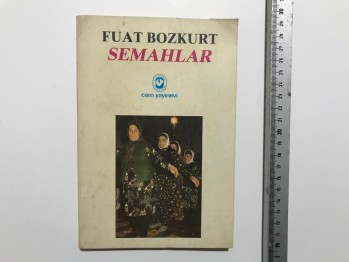 FUAT BOZKURT
SEMAHLAR
cem yayınevi